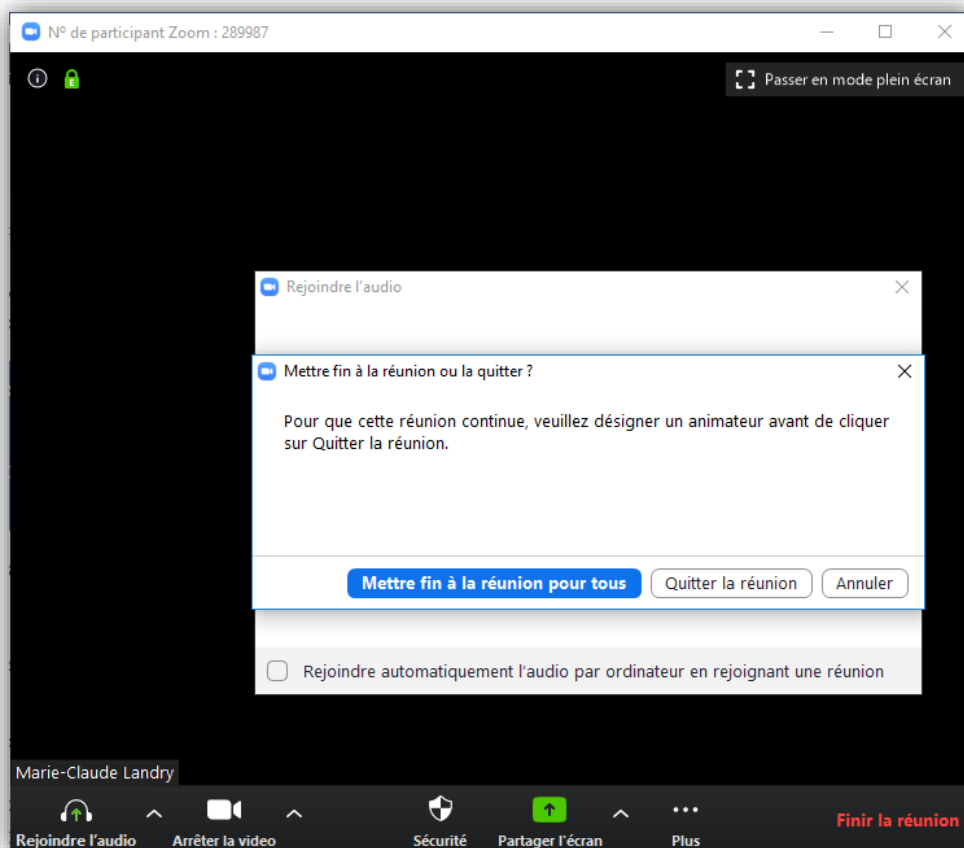 Nº de participant Zoom : 289987
Passer en mode plein écran
Rejoindre l'audio
Mettre fin à la réunion ou la quitter ?
Pour que cette réunion continue, veuillez désigner un animateur avant de cliquer
sur Quitter la réunion.
Mettre fin à la réunion pour tous Quitter la réunion Annuler
Rejoindre automatiquement l'audio par ordinateur en rejoignant une réunion
Marie-Claude Landry
Rejoindre l'audio Arrêter la video Sécurité Partager l'écran Plus Finir la réunion